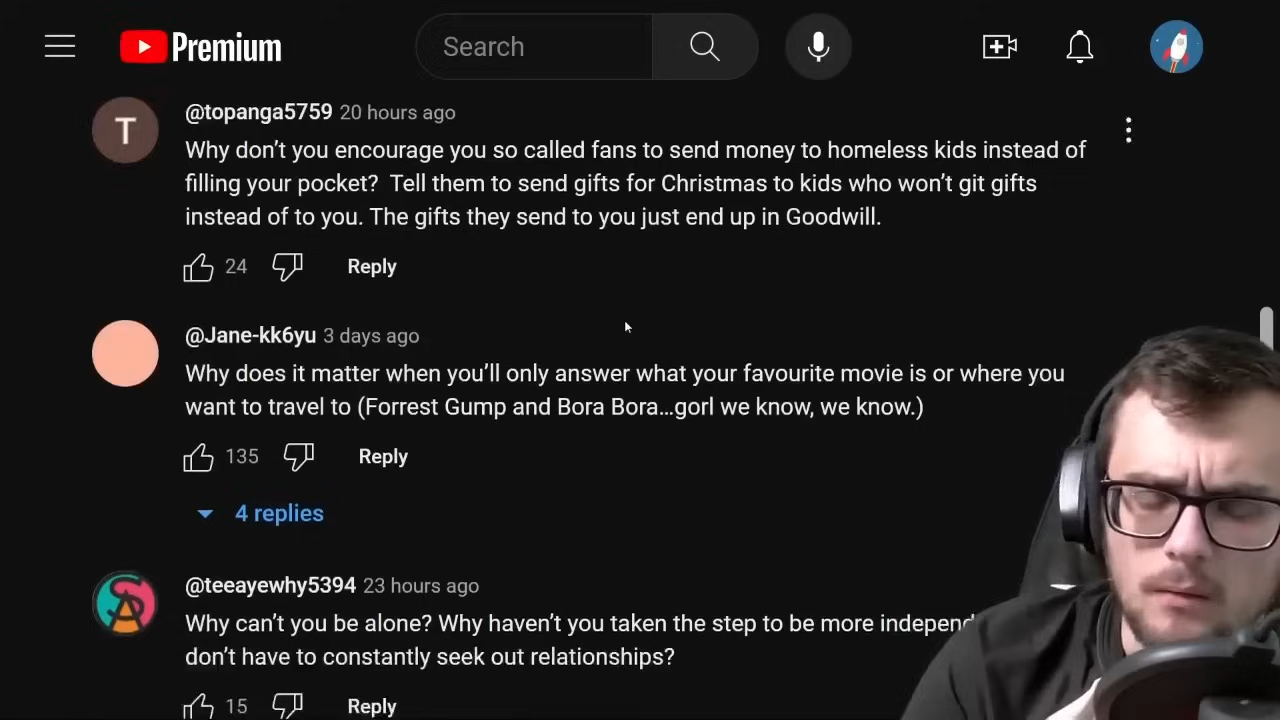 Premium
Search
@topanga5759 20 hours ago
T
Why don’t you encourage you so called fans to send money to homeless kids instead of
filling your pocket?  Tell them to send gifts for Christmas to kids who won’t git gifts
instead of to you. The gifts they send to you just end up in Goodwill.
24 Reply
@Jane-kk6yu 3 days ago
Why does it matter when you’ll only answer what your favourite movie is or where you
want to travel to (Forrest Gump and Bora Bora…gorl we know, we know.)
135 Reply
4 replies
@teeayewhy5394 23 hours ago
Why can’t you be alone? Why haven’t you taken the step to be more
don’t have to constantly seek out relationships?
15 Reply